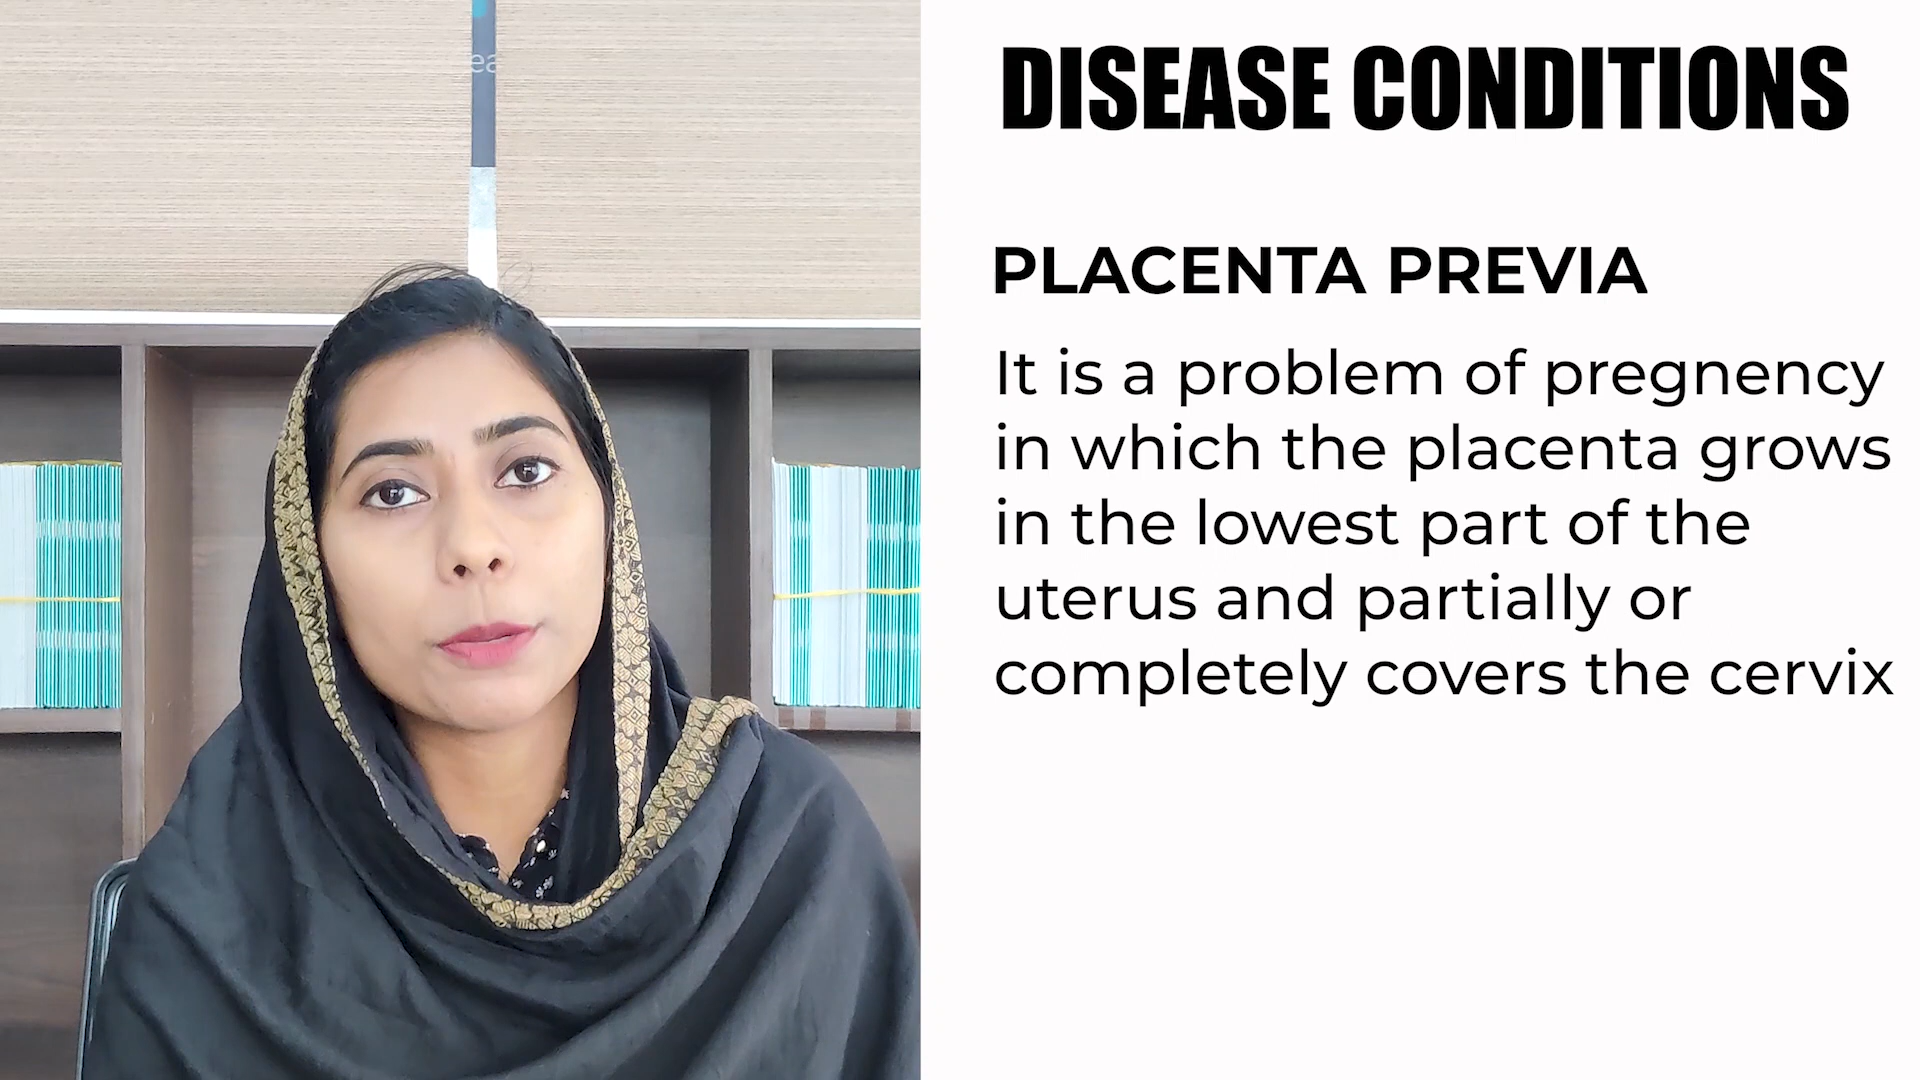 DISEASE CONDITIONS
PLACENTA PREVIA
It is a problem of pregnency
in which the placenta grows
in the lowest part of the
uterus and partially or
completely covers the cervix